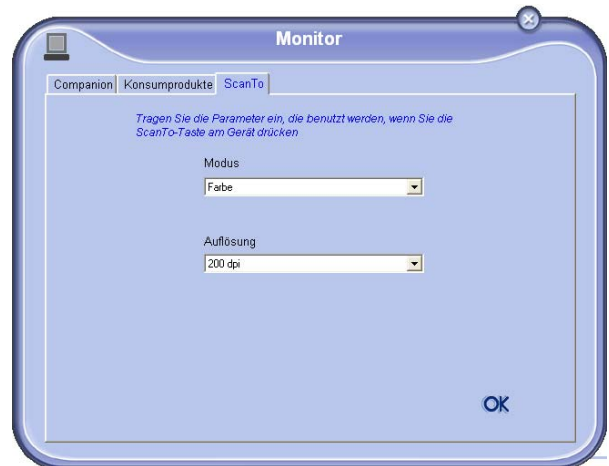 Monitor
Companion Konsumprodukte ScanTo
Tragen Sie die Parameter ein, die benutzt werden, wenn Sie die
ScanTo-Taste am Gerät drücken
Modus
Farbe
Auflösung
200 dpi
OK